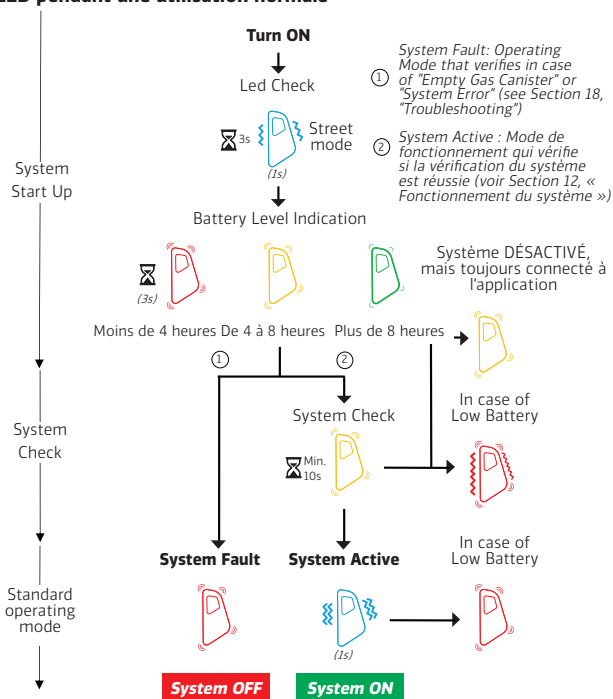 LED pendant une utilisation normale
Turn ON
Led Check
3s
Street
mode
(1s)
1
System Fault: Operating
Mode that verifies in case
of "Empty Gas Canister" or
"System Error" (see Section 18,
"Troubleshooting")
2
System Active : Mode de
fonctionnement qui vérifie
si la vérification du système
est réussie (voir Section 12, «
Fonctionnement du système »)
System
Start Up
Battery Level Indication
(3s)
Système DÉSACTIVÉ,
mais toujours connecté à
l'application
Moins de 4 heures De 4 à 8 heures Plus de 8 heures
1
2
System
Check
System Check
Min.
10s
In case of
Low Battery
System Fault
System Active
In case of
Low Battery
Standard
operating
mode
(1s)
System OFF
System ON